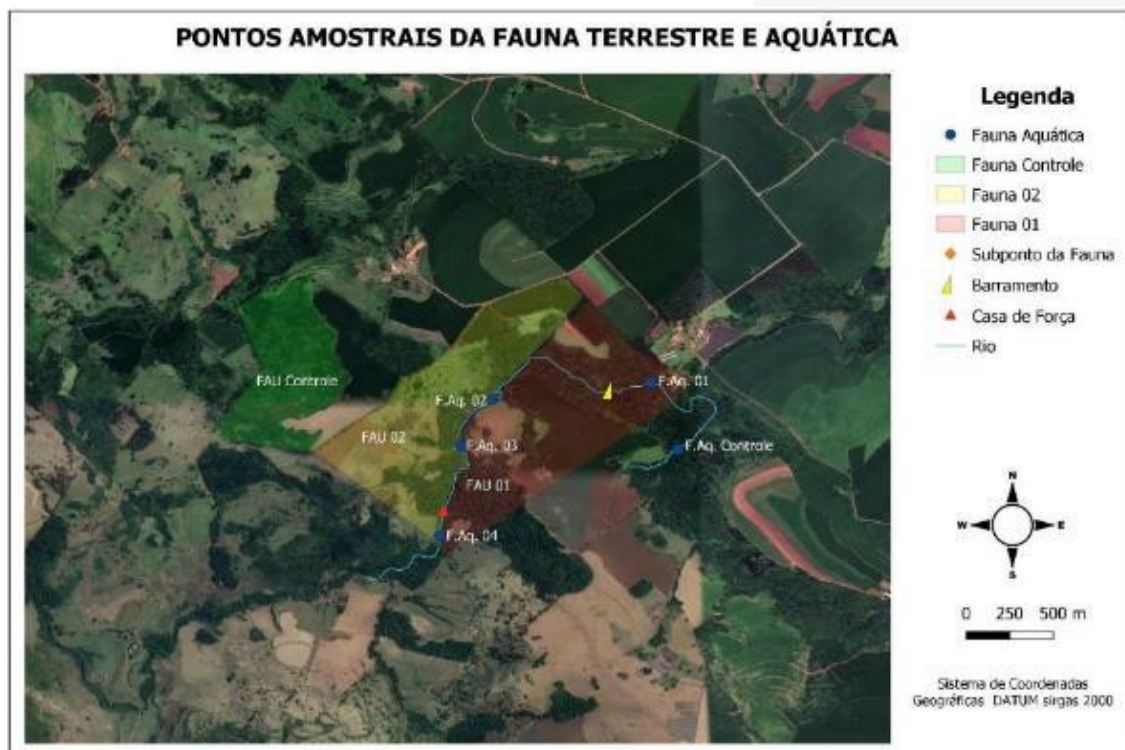 PONTOS AMOSTRAIS DA FAUNA TERRESTRE E AQUÁTICA
Legenda
Fauna Aquática
Fauna Controle
Fauna 02
Fauna 01
Subponto da Fauna
Barramento
Casa de Força
Rio
FAU Controle
F.Aq. 01
F.Aq. 02
FAU 02
F.Aq. 03
F.Aq. Controle
FAU 01
F.Aq. 04
N
W E
S
0 250 500 m
Sistema de Coordenadas
Geográficas DATUM sirgas 2000